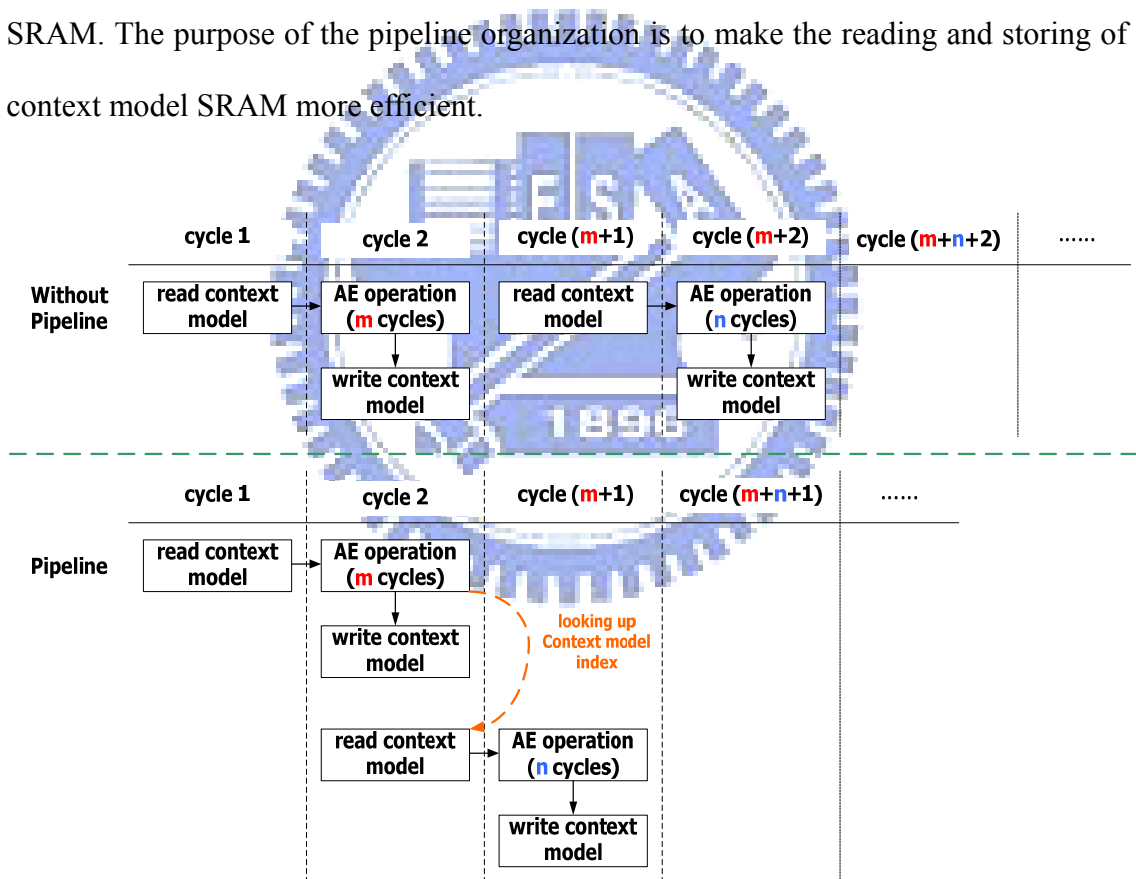 SRAM. The purpose of the pipeline organization is to make the reading and storing of
context model SRAM more efficient.
cycle 1 cycle 2 cycle (m+1) cycle (m+2) cycle (m+n+2) ......
Without
Pipeline
read context
model
AE operation
(m cycles)
write context
model
read context
model
AE operation
(n cycles)
write context
model
ESA
1896
cycle 1 cycle 2 cycle (m+1) cycle (m+n+1) ......
Pipeline
read context
model
AE operation
(m cycles)
write context
model
looking up
Context model
index
read context
model
AE operation
(n cycles)
write context
model